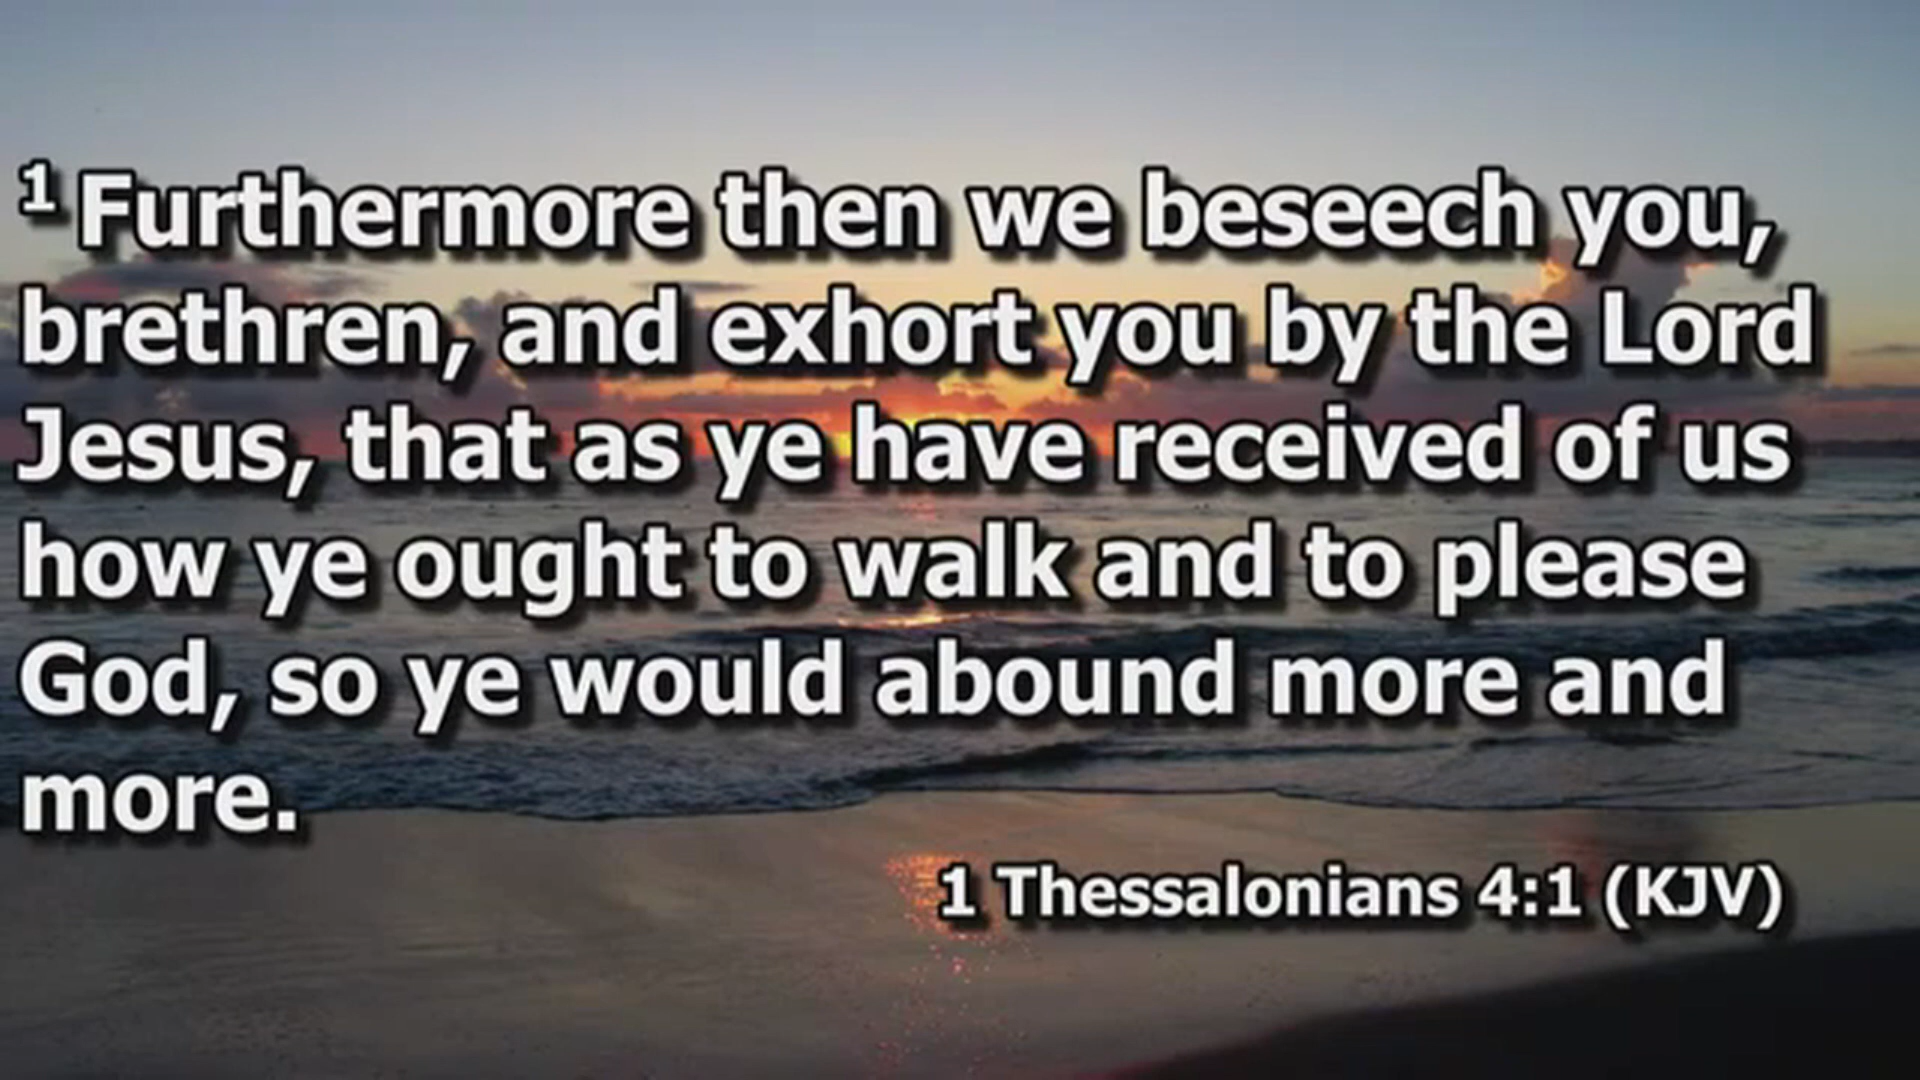 1 Furthermore then we beseech you,
brethren, and exhort you by the Lord
Jesus, that as ye have received of us
how ye ought to walk and to please
God, so ye would abound more and
more.
1 Thessalonians 4:1 (KJV)